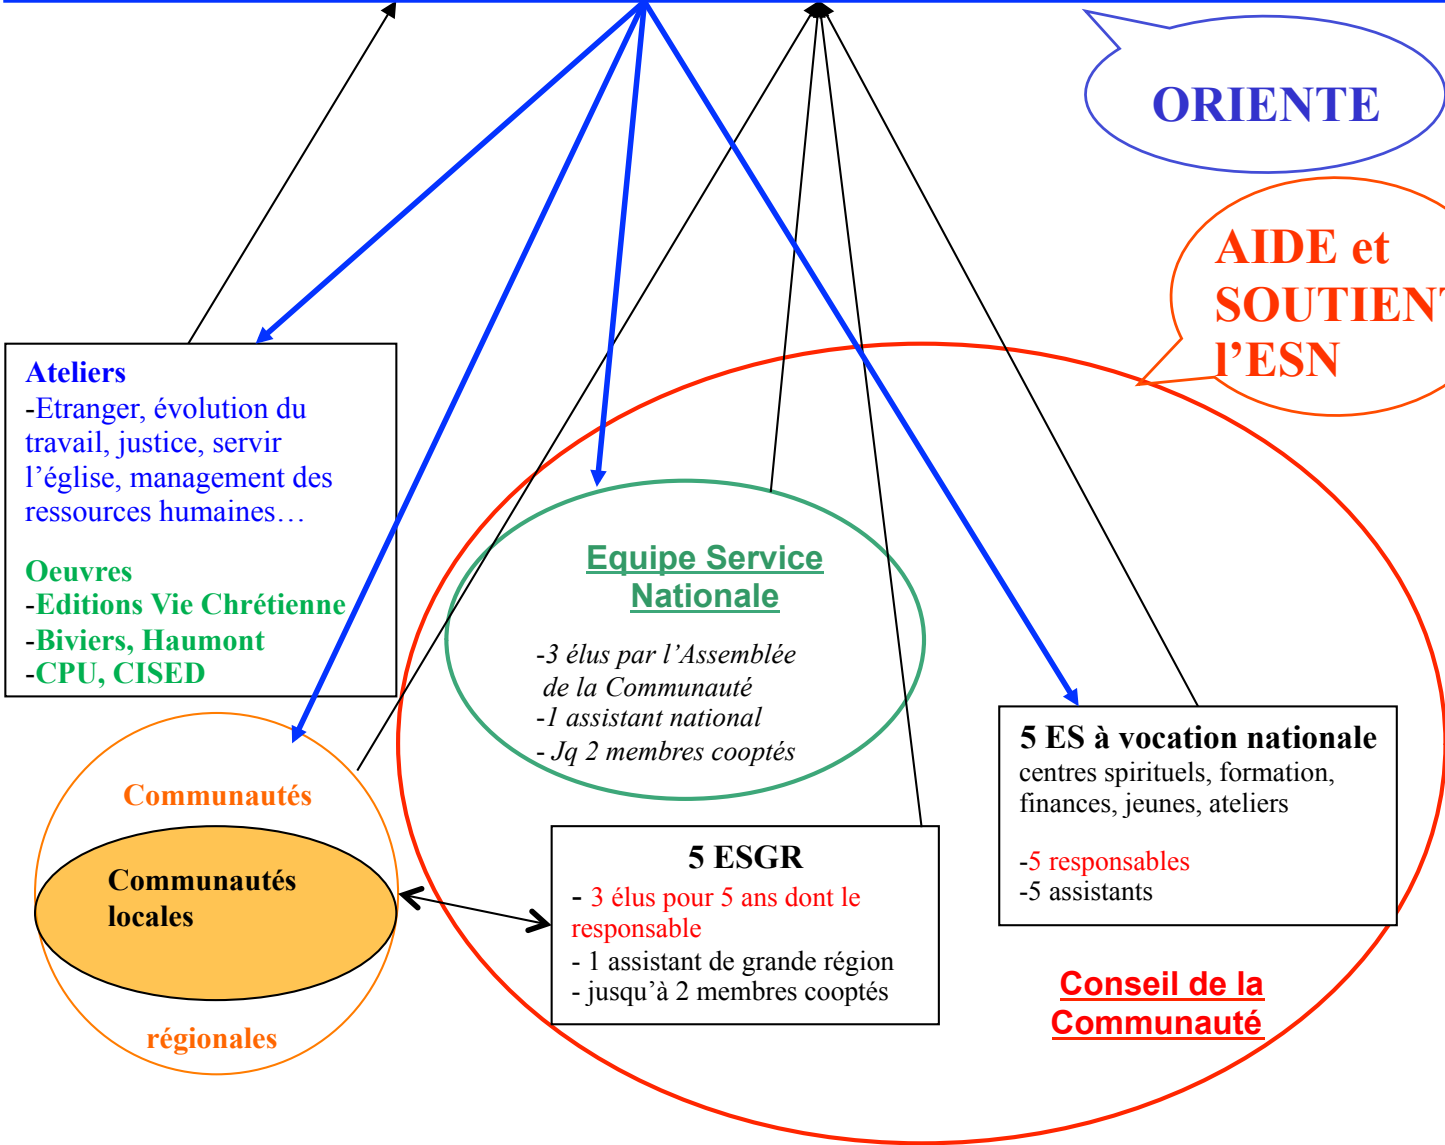 ORIENTE
AIDE et
SOUTIENT
l’ESN
Ateliers
-Etranger, évolution du
travail, justice, servir
l’église, management des
ressources humaines…
Oeuvres
-Editions Vie Chrétienne
-Biviers, Haumont
-CPU, CISED
Equipe Service
Nationale
-3 élus par l’Assemblée
de la Communauté
-1 assistant national
- Jq 2 membres cooptés
5 ES à vocation nationale
centres spirituels, formation,
finances, jeunes, ateliers
-5 responsables
-5 assistants
Communautés
Communautés
locales
régionales
5 ESGR
- 3 élus pour 5 ans dont le
responsable
- 1 assistant de grande région
- jusqu’à 2 membres cooptés
Conseil de la
Communauté